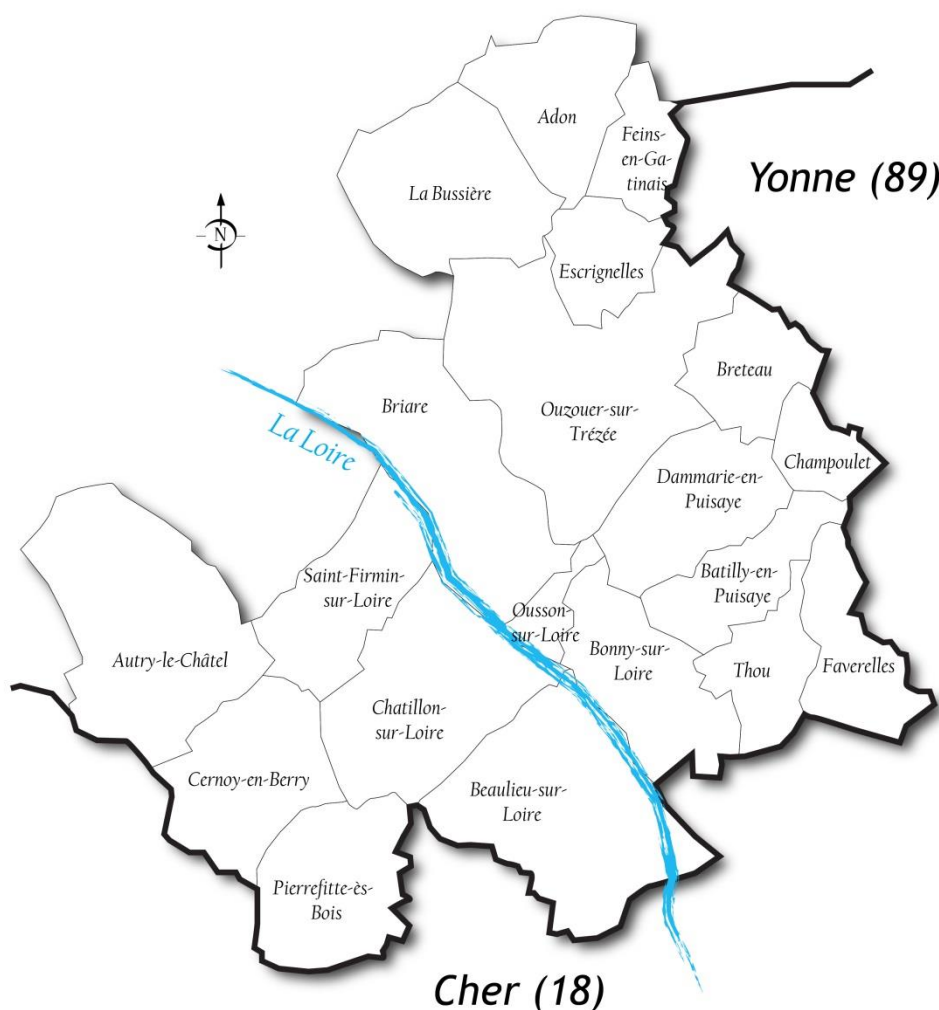 Adon
Feins-
en-Ga-
tinais
Yonne (89)
La Bussière
N
Escrignelles
Breteau
Briare
Ouzouer-sur-
Trézée
La Loire
Champoulet
Dammarie-en-
Puisaye
Saint-Firmin-
sur-Loire
Batilly-en-
Puisaye
Ousson-
sur-Loire
Autry-le-Châtel
Bonny-sur-
Loire
Thou
Faverelles
Chatillon-
sur-Loire
Cernoy-en-Berry
Beaulieu-sur-
Loire
Pierrefitte-ès-
Bois
Cher (18)